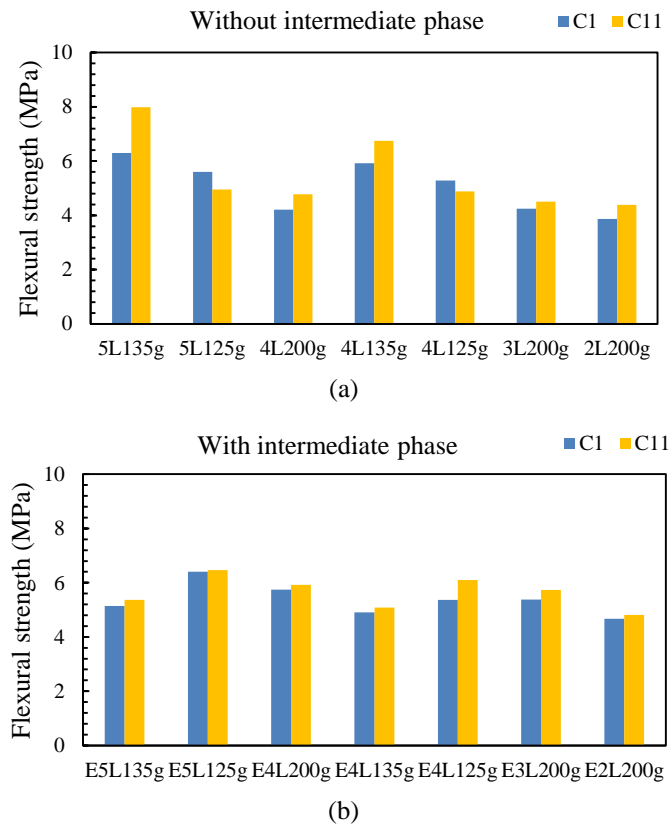 Without intermediate phase
C1 C11
Flexural strength (MPa)
10
8
6
4
2
0
5L135g 5L125g 4L200g 4L135g 4L125g 3L200g 2L200g
(a)
With intermediate phase
C1 C11
Flexural strength (MPa)
10
8
6
4
2
0
E5L135g E5L125g E4L200g E4L135g E4L125g E3L200g E2L200g
(b)